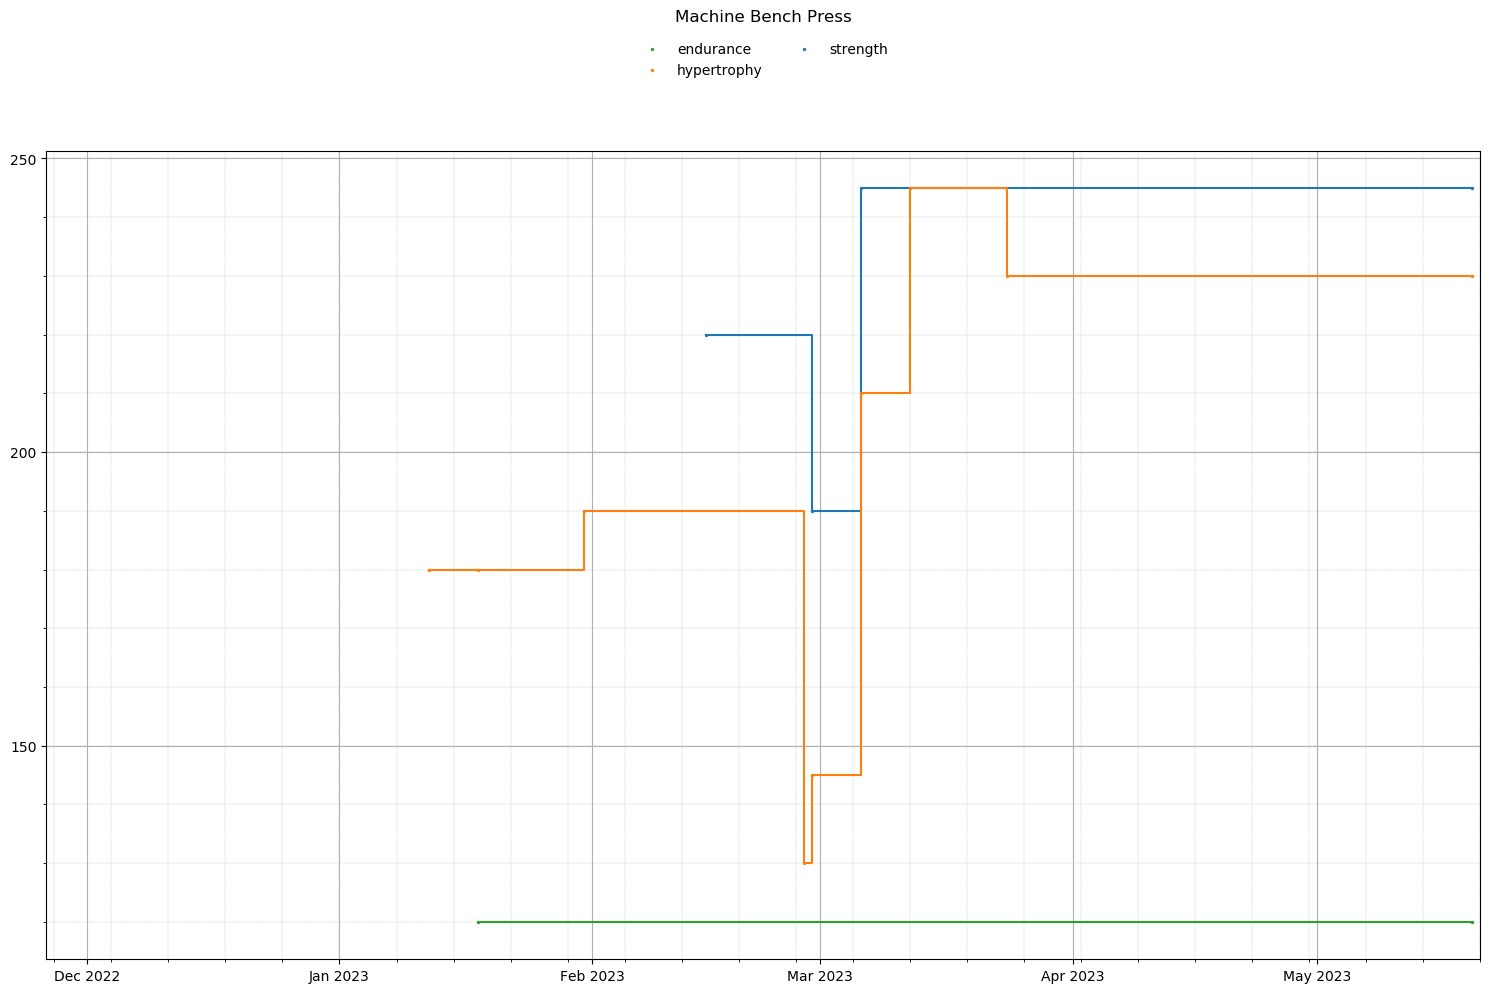 Machine Bench Press
endurance
hypertrophy
strength
250
200
150
Dec 2022
Jan 2023
Feb 2023
Mar 2023
Apr 2023
May 2023